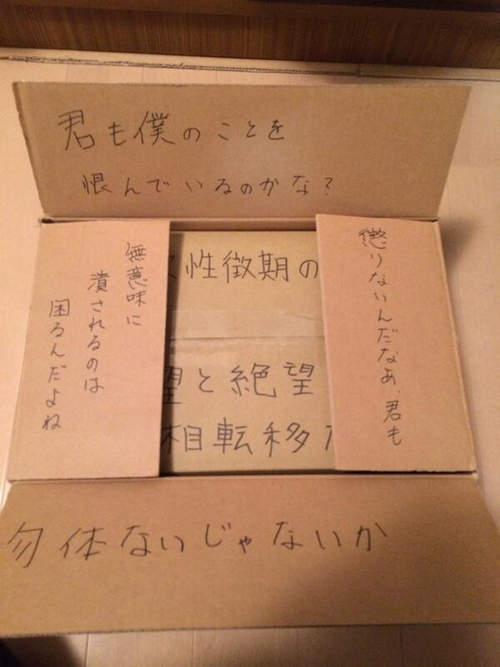 君も僕のことを
恨んでいるのかな？
懲りないんだなあ、君も
性徴期の
望と絶望
相転移
無意味に
潰されるのは
困るんだよね
勿体ないじゃないか